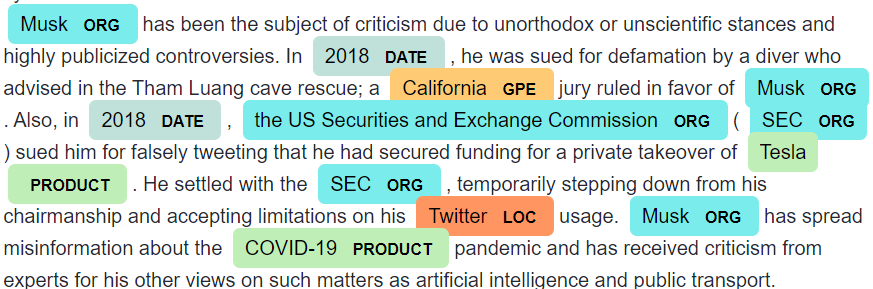 Musk ORG has been the subject of criticism due to unorthodox or unscientific stances and
highly publicized controversies. In 2018 DATE , he was sued for defamation by a diver who
advised in the Tham Luang cave rescue; a California GPE jury ruled in favor of Musk ORG
. Also, in 2018 DATE , the US Securities and Exchange Commission ORG ( SEC ORG
) sued him for falsely tweeting that he had secured funding for a private takeover of Tesla
PRODUCT . He settled with the SEC ORG , temporarily stepping down from his
chairmanship and accepting limitations on his Twitter LOC usage. Musk ORG has spread
misinformation about the COVID-19 PRODUCT pandemic and has received criticism from
experts for his other views on such matters as artificial intelligence and public transport.